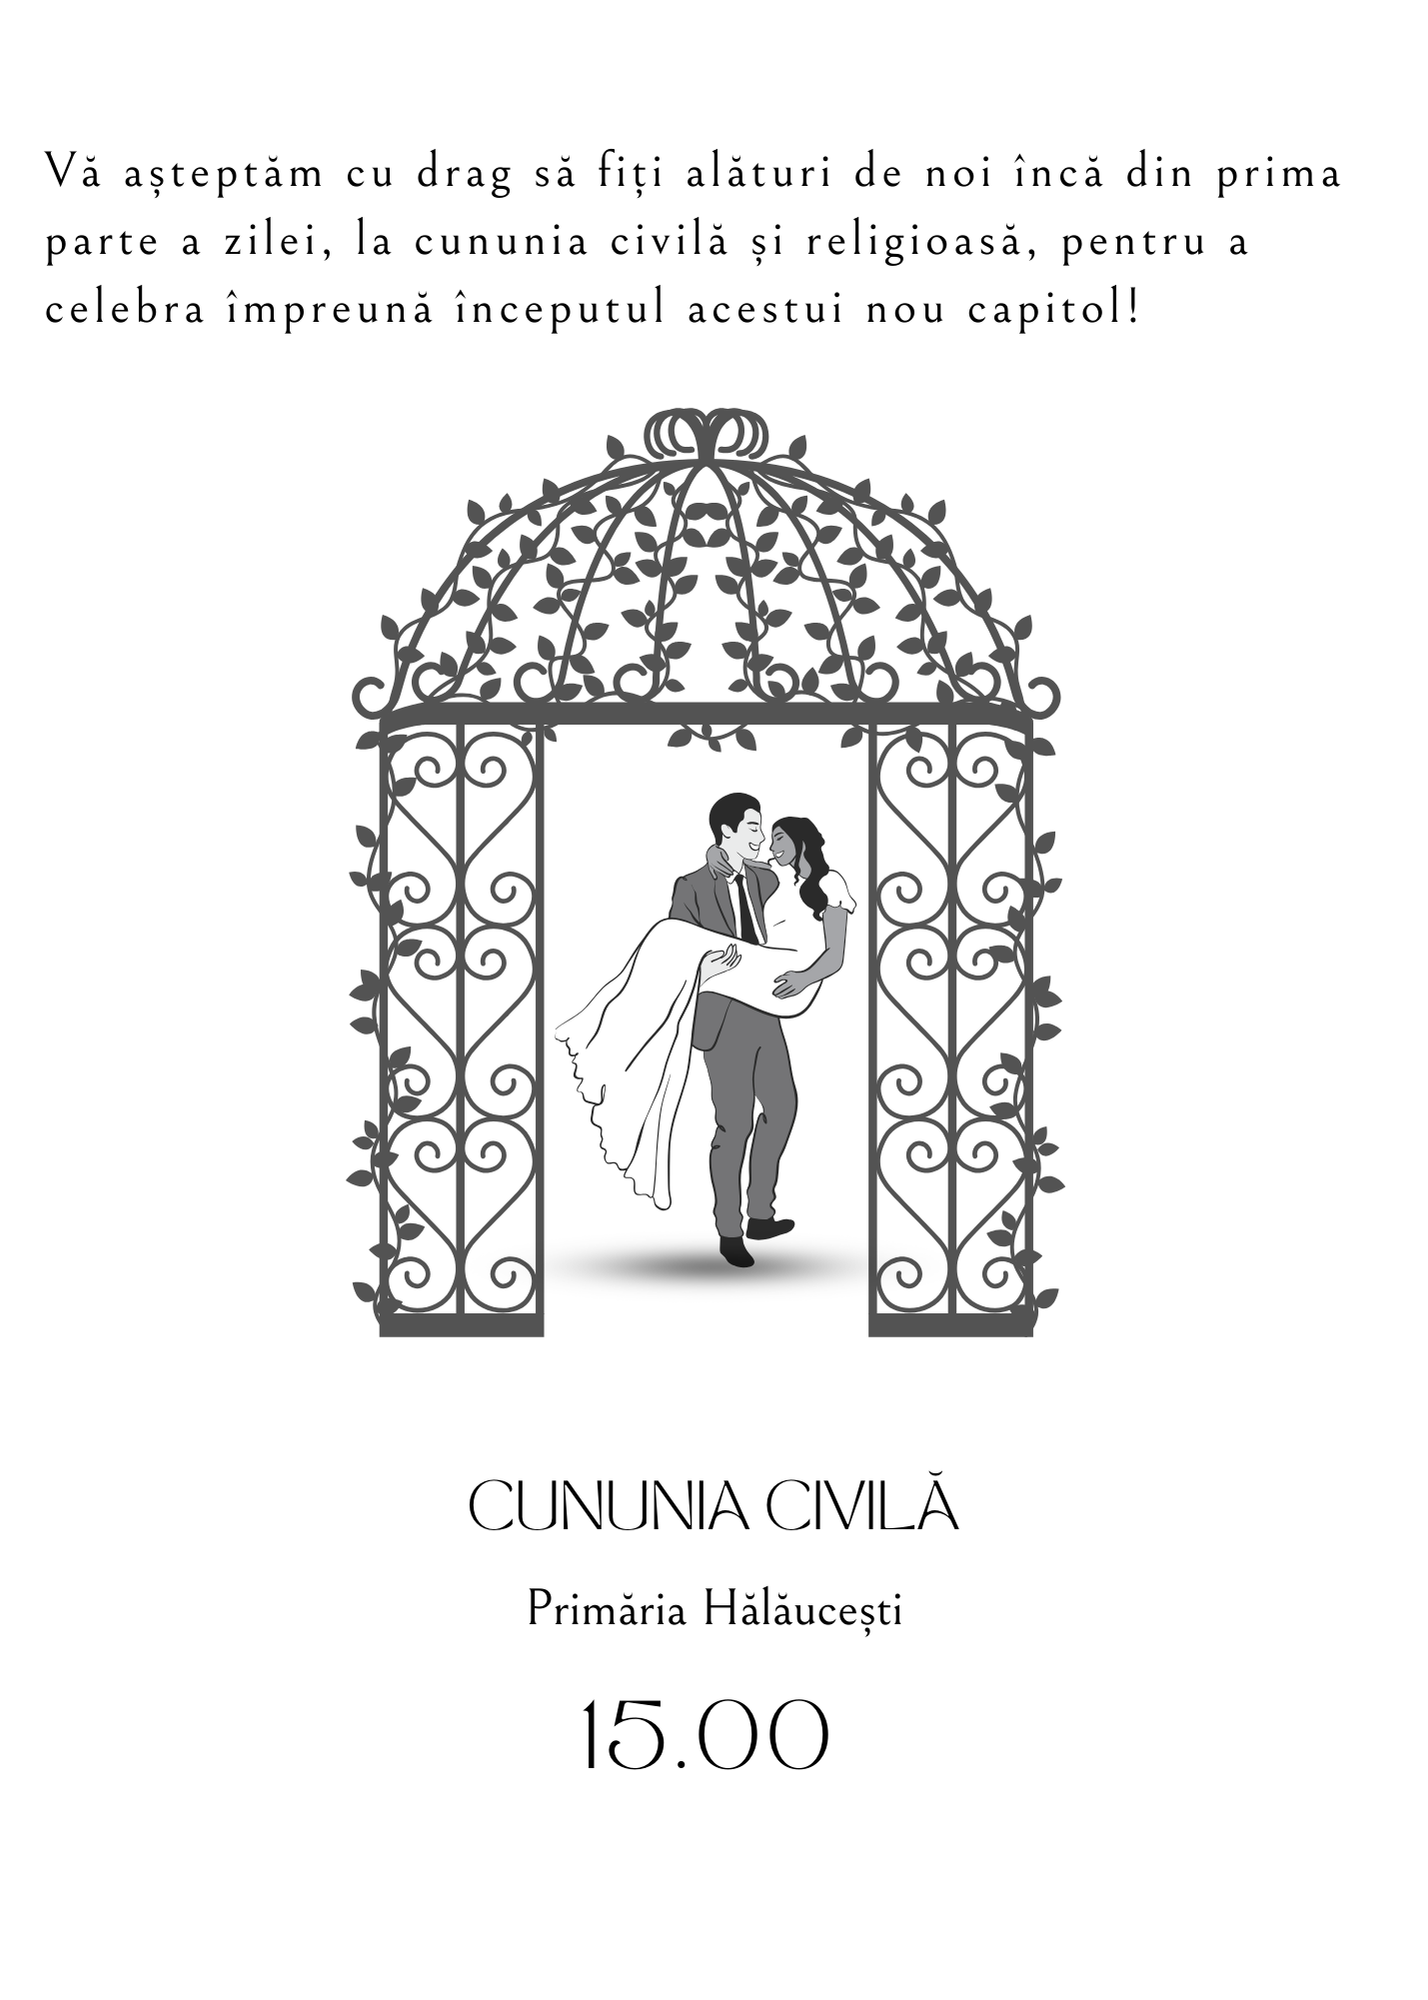 Vă așteptăm cu drag să fiți alături de noi încă din prima
parte a zilei, la cununia civilă și religioasă, pentru a
celebra împreună începutul acestui nou capitol!
CUNUNIA CIVILĂ
Primăria Hălăucești
15.00